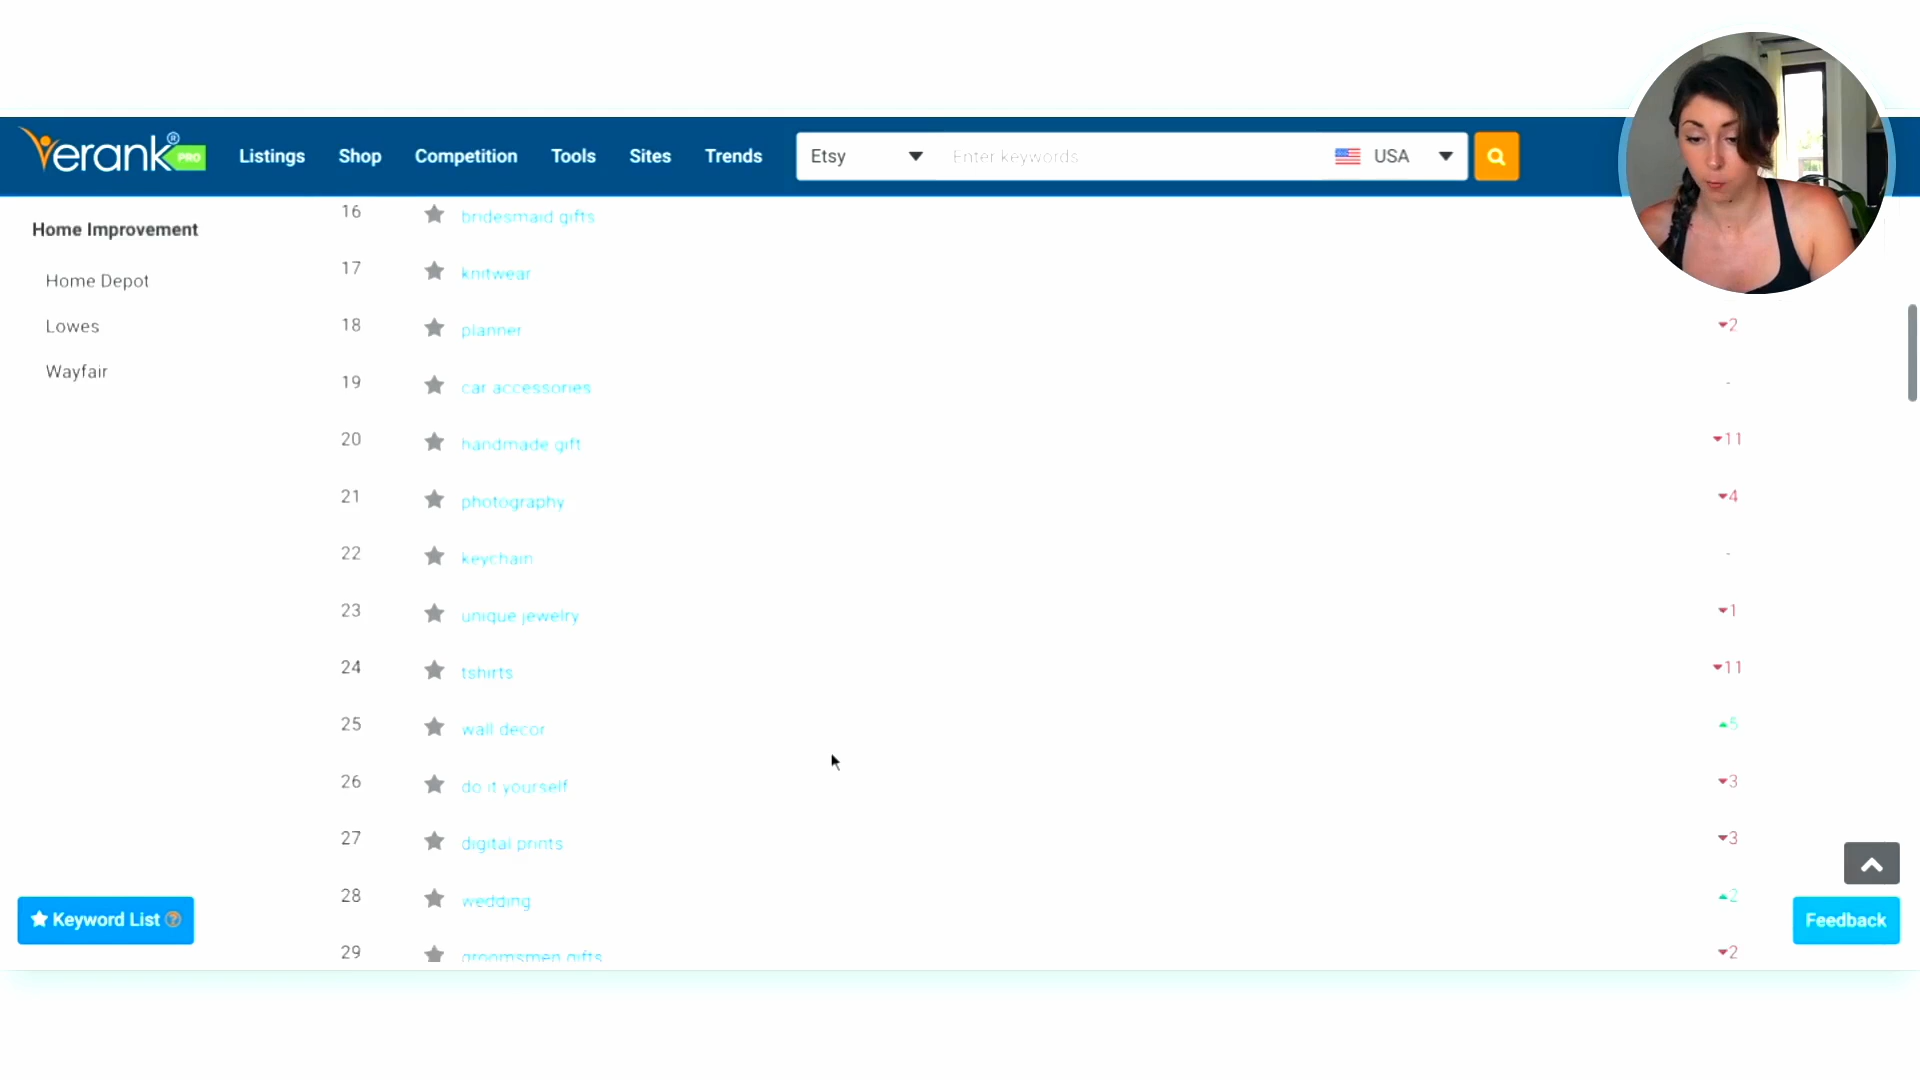 erank® PRO
Listings Shop Competition Tools Sites Trends Etsy Enter keywords USA
Home Improvement
Home Depot
Lowes
Wayfair
16 bridesmaid gifts
17 knitwear
18 planner 2
19 car accessories -
20 handmade gift 11
21 photography 4
22 keychain -
23 unique jewelry 1
24 tshirts 11
25 wall decor 5
26 do it yourself 3
27 digital prints 3
28 wedding 2
29 groomsmen gifts 2
Keyword List ?
Feedback